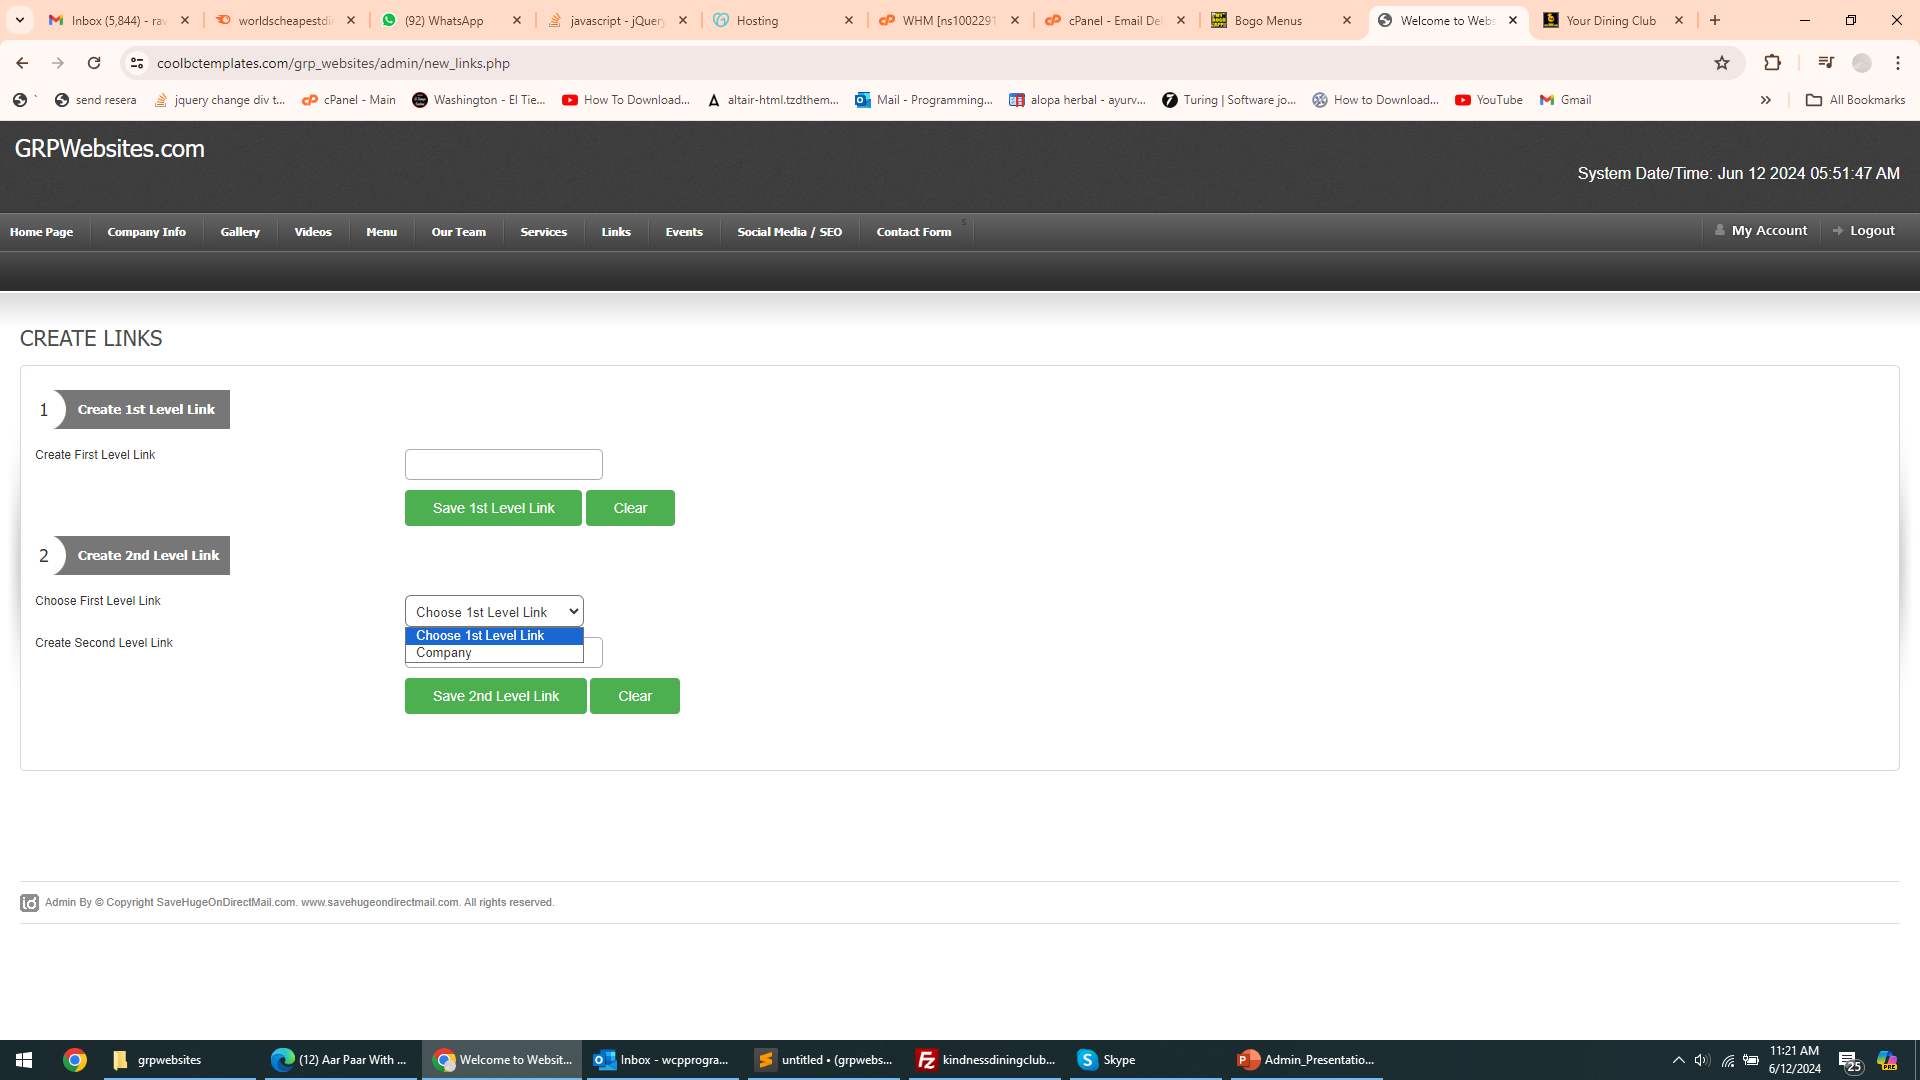 Inbox (5,844) - rav
worldscheapestdi
(92) WhatsApp
javascript - jQuery
Hosting
WHM [ns1002291
cPanel - Email De
Bogo Menus
Welcome to Webs
Your Dining Club
coolbctemplates.com/grp_websites/admin/new_links.php
send resera
jquery change div t...
cPanel - Main
Washington - El Tie...
How To Download...
altair-html.tzdthem...
Mail - Programming...
alopa herbal - ayurv...
Turing | Software jo...
How to Download...
YouTube
Gmail
All Bookmarks
GRPWebsites.com
System Date/Time: Jun 12 2024 05:51:47 AM
Home Page
Company Info
Gallery
Videos
Menu
Our Team
Services
Links
Events
Social Media / SEO
Contact Form
s
My Account
Logout
CREATE LINKS
1 Create 1st Level Link
Create First Level Link
Save 1st Level Link
Clear
2 Create 2nd Level Link
Choose First Level Link
Choose 1st Level Link
Choose 1st Level Link
Company
Create Second Level Link
Save 2nd Level Link
Clear
Admin By © Copyright SaveHugeOnDirectMail.com. www.savehugeondirectmail.com. All rights reserved.
grpwebsites
(12) Aar Paar With ...
Welcome to Websit...
Inbox - wcpprogra...
untitled • (grpwebs...
kindnessdiningclub...
Skype
Admin_Presentatio...
11:21 AM
6/12/2024
25